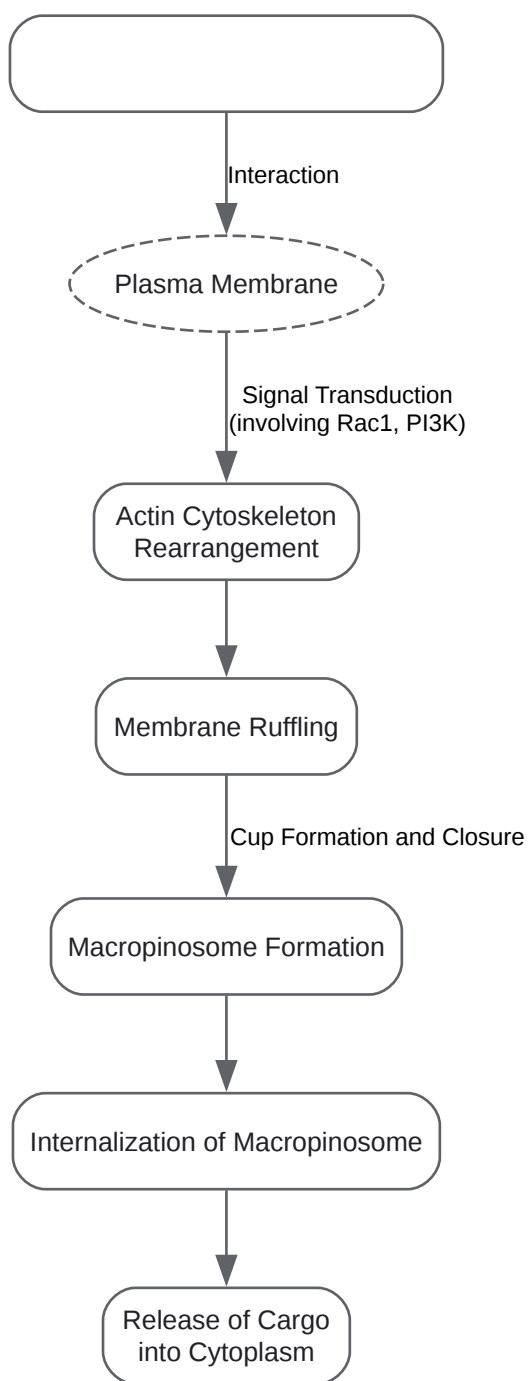 Interaction
Plasma Membrane
Signal Transduction
(involving Rac1, PI3K)
Actin Cytoskeleton
Rearrangement
Membrane Ruffling
Cup Formation and Closure
Macropinosome Formation
Internalization of Macropinosome
Release of Cargo
into Cytoplasm